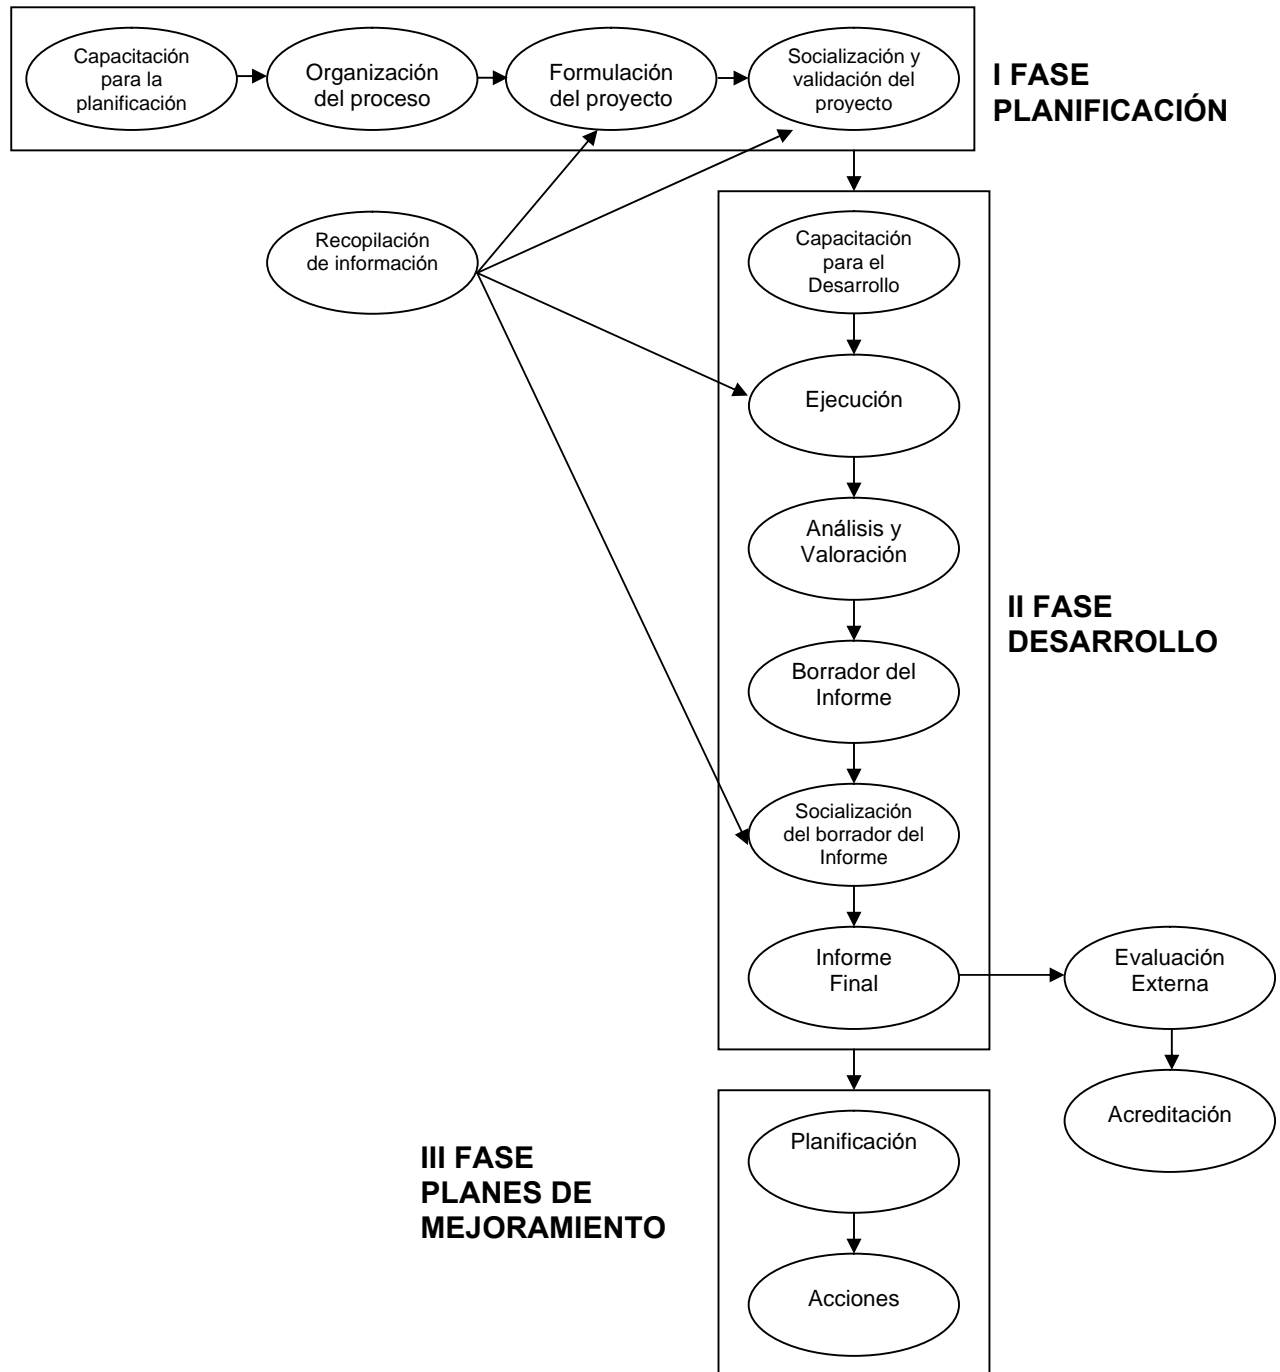 Capacitación
para la
planificación
Organización
del proceso
Formulación
del proyecto
Socialización y
validación del
proyecto
I FASE
PLANIFICACIÓN
Recopilación
de información
Capacitación
para el
Desarrollo
Ejecución
Análisis y
Valoración
II FASE
DESARROLLO
Borrador del
Informe
Socialización
del borrador del
Informe
Informe
Final
Evaluación
Externa
Acreditación
III FASE
PLANES DE
MEJORAMIENTO
Planificación
Acciones